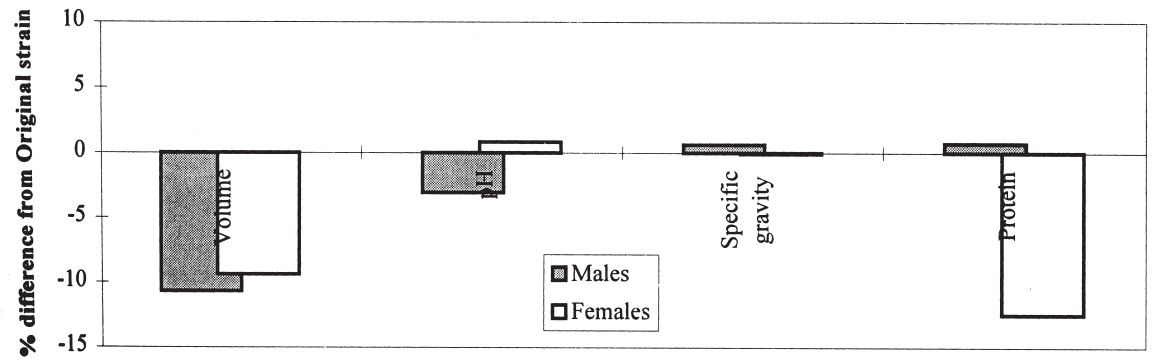 % difference from Original strain
10
5
0
-5
-10
-15
Volume
pH
Specific
gravity
Protein
Males
Females